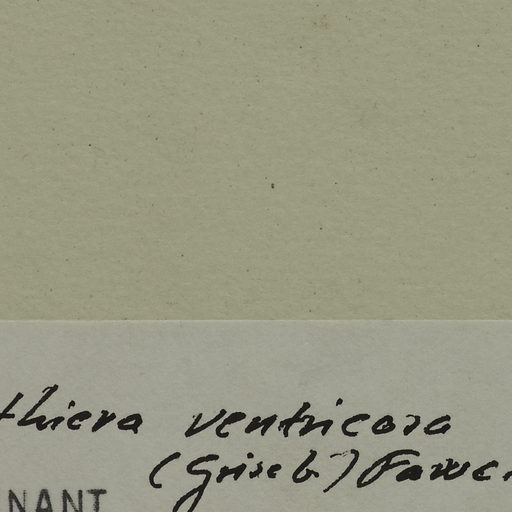 thiera ventricosa
(Griseb.) Fawc
NANT